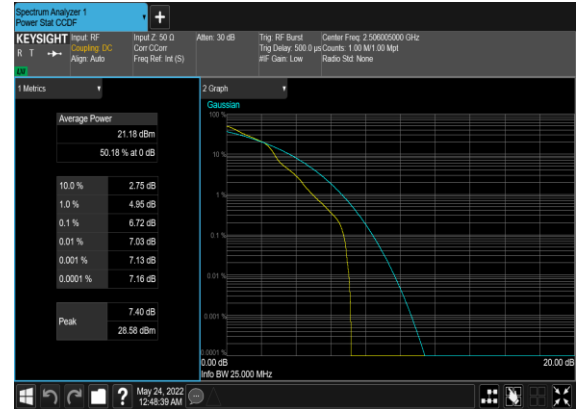 Spectrum Analyzer 1
Power Stat CCDF
KEYSIGHT
R T
LU
Input: RF
Coupling: DC
Align: Auto
Input Z: 50 Ω
Corr CCorr
Freq Ref: Int (S)
Atten: 30 dB
Trig: RF Burst
Trig Delay: 500.0 µs
#IF Gain: Low
Center Freq: 2.506005000 GHz
Counts: 1.00 M/1.00 Mpt
Radio Std: None
1 Metrics
Average Power
21.18 dBm
50.18 % at 0 dB
10.0 % 2.75 dB
1.0 % 4.95 dB
0.1 % 6.72 dB
0.01 % 7.03 dB
0.001 % 7.13 dB
0.0001 % 7.16 dB
Peak
7.40 dB
28.58 dBm
2 Graph
Gaussian
100 %
10 %
1 %
0.1 %
0.01 %
0.001 %
0.0001 %
0.00 dB 20.00 dB
Info BW 25.000 MHz
? May 24, 2022
12:48:39 AM